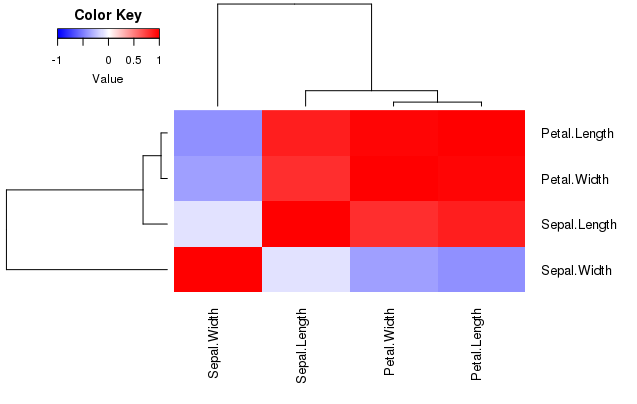 Color Key
-1 0 0.5 1
Value
Petal.Length
Petal.Width
Sepal.Length
Sepal.Width
Sepal.Width
Sepal.Length
Petal.Width
Petal.Length